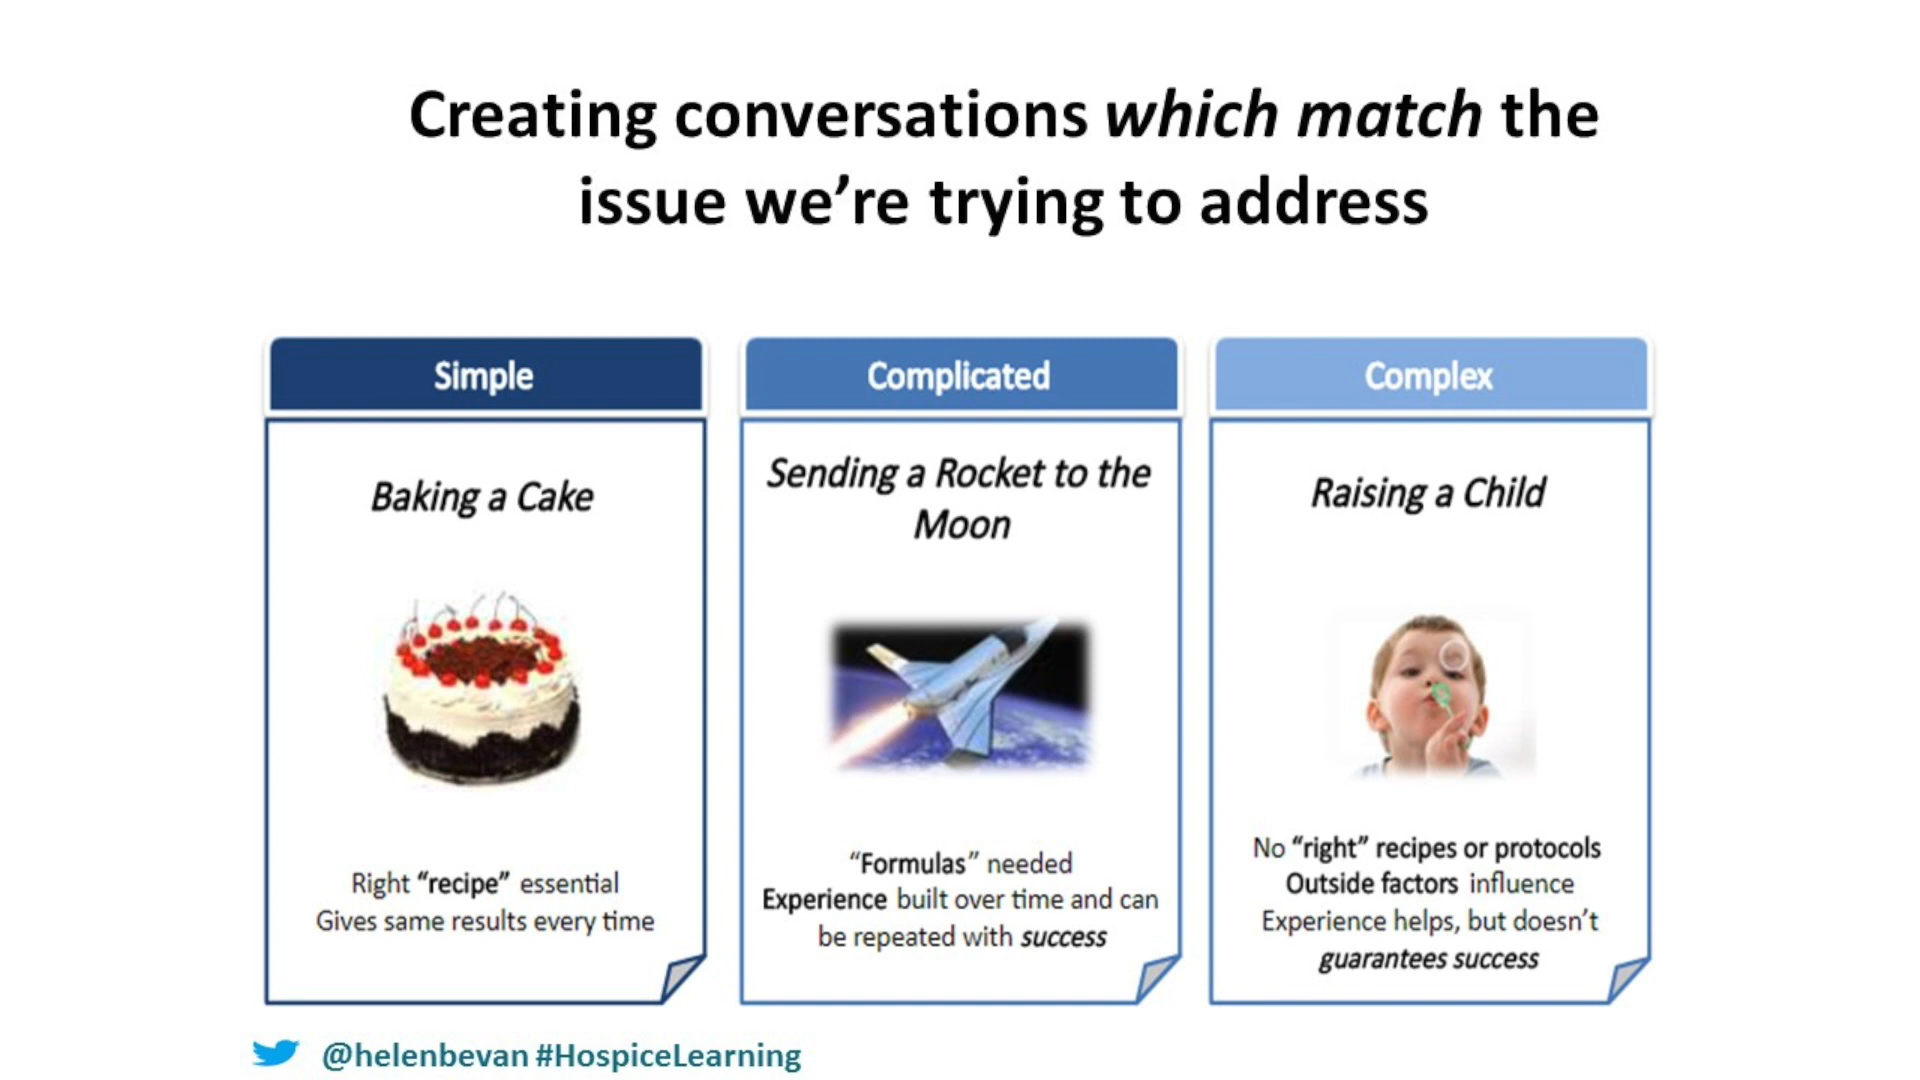 Creating conversations which match the
issue we’re trying to address
Simple
Baking a Cake
Right “recipe” essential
Gives same results every time
Complicated
Sending a Rocket to the
Moon
“Formulas” needed
Experience built over time and can
be repeated with success
Complex
Raising a Child
No “right” recipes or protocols
Outside factors influence
Experience helps, but doesn’t
guarantees success
@helenbevan #HospiceLearning